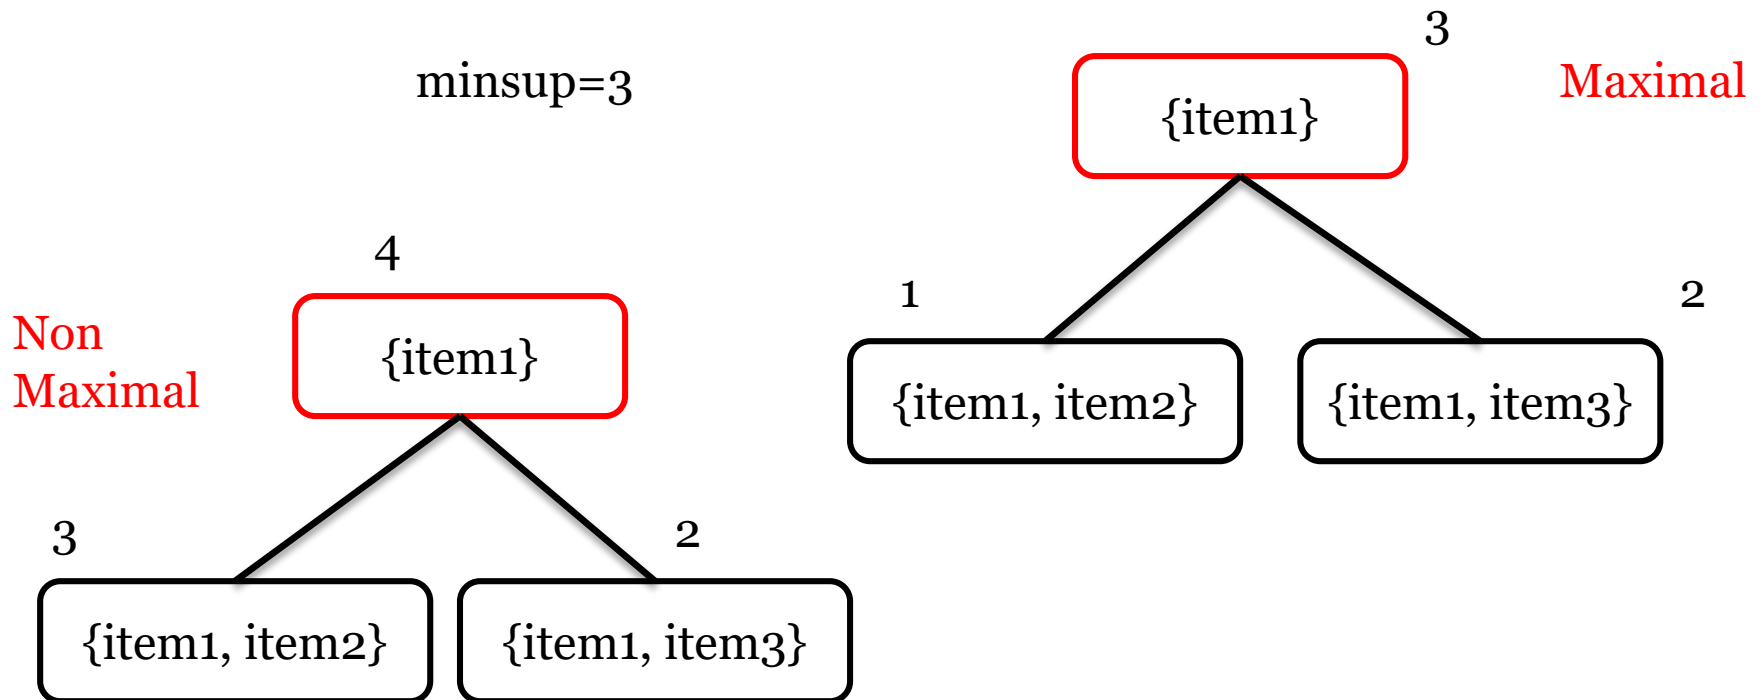 minsup=3
3
Maximal
{item1}
1
2
{item1, item2}
{item1, item3}
4
Non
Maximal
{item1}
3
2
{item1, item2}
{item1, item3}